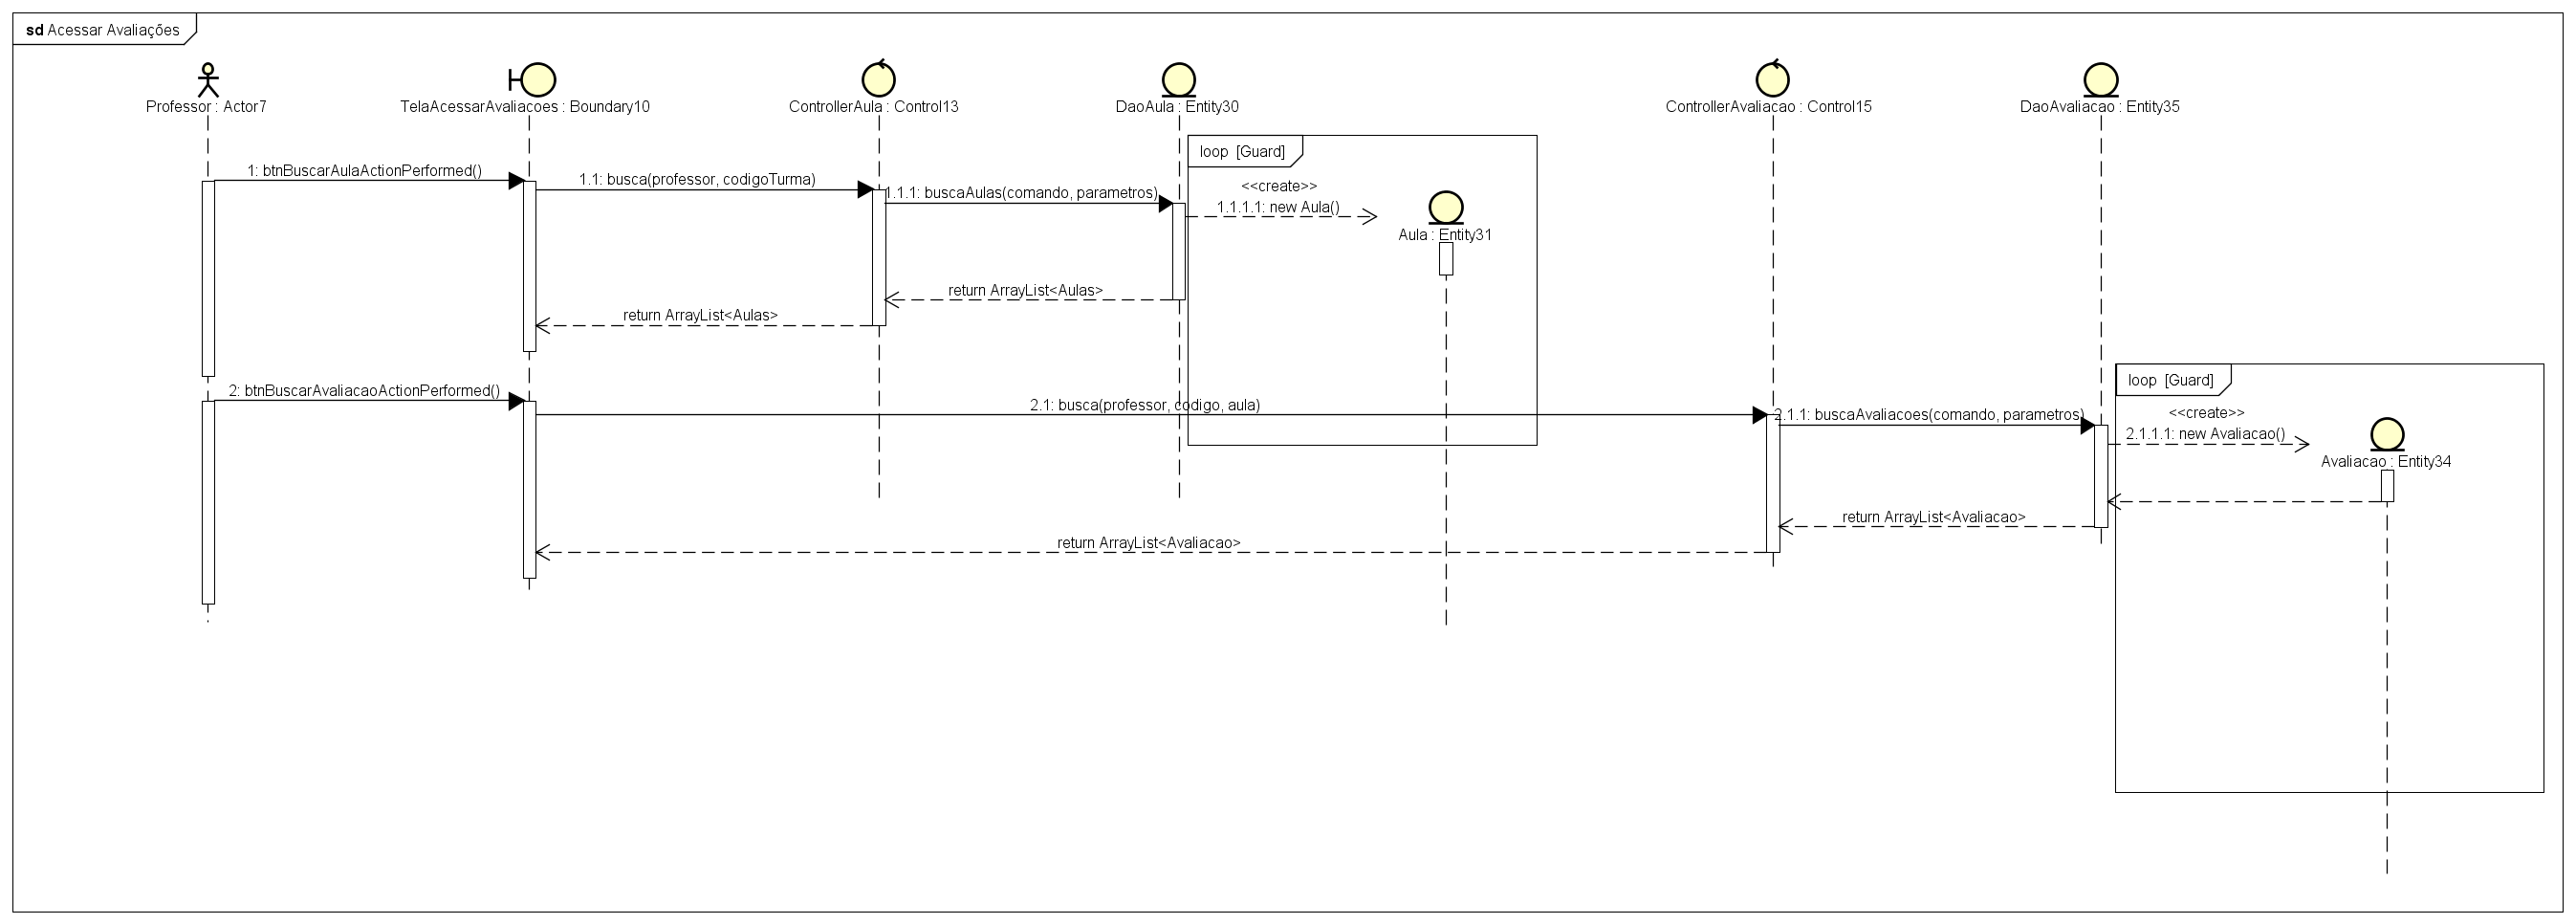 sd Acessar Avaliações
Professor : Actor7
TelaAcessarAvaliacoes : Boundary10
ControllerAula : Control13
DaoAula : Entity30
ControllerAvaliacao : Control15
DaoAvaliacao : Entity35
loop [Guard]
1: btnBuscarAulaActionPerformed()
1.1: busca(professor, codigoTurma)
1.1.1: buscaAulas(comando, parametros)
<<create>>
1.1.1.1: new Aula()
Aula : Entity31
return ArrayList<Aulas>
return ArrayList<Aulas>
loop [Guard]
2: btnBuscarAvaliacaoActionPerformed()
2.1: busca(professor, codigo, aula)
2.1.1: buscaAvaliacoes(comando, parametros)
<<create>>
2.1.1.1: new Avaliacao()
Avaliacao : Entity34
return ArrayList<Avaliacao>
return ArrayList<Avaliacao>